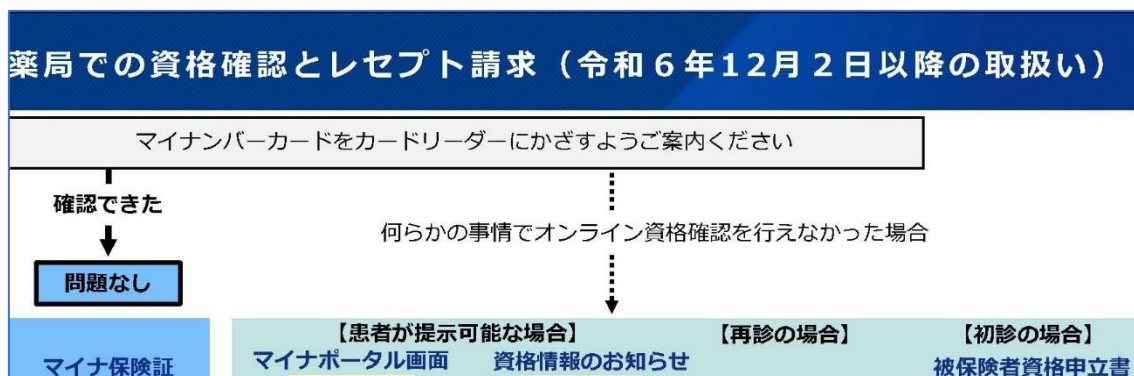 薬局での資格確認とレセプト請求（令和６年12月２日以降の取扱い）
マイナンバーカードをカードリーダーにかざすようご案内ください
確認できた
何らかの事情でオンライン資格確認を行えなかった場合
問題なし
【患者が提示可能な場合】 【再診の場合】 【初診の場合】
マイナ保険証 マイナポータル画面 資格情報のお知らせ 被保険者資格申立書